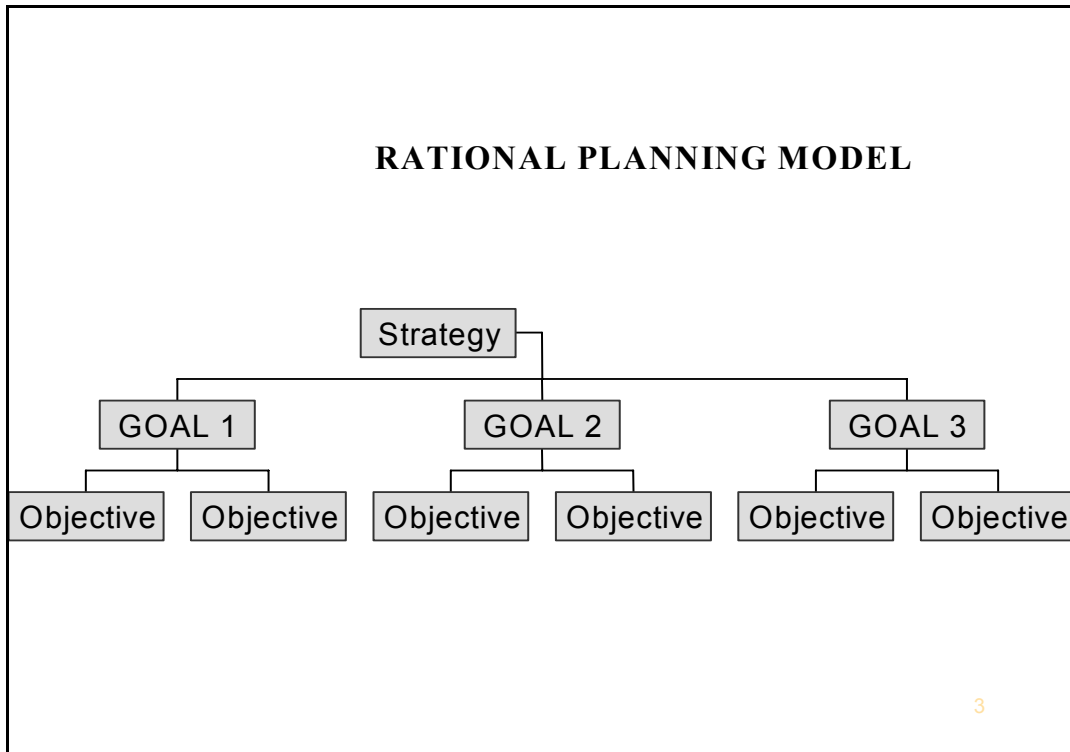 RATIONAL PLANNING MODEL
Strategy
GOAL 1 GOAL 2 GOAL 3
Objective Objective Objective Objective Objective Objective
3